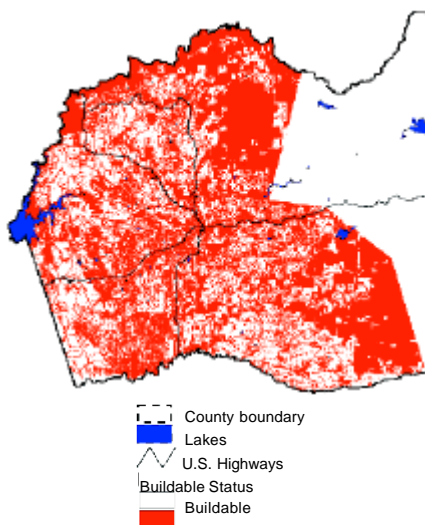 County boundary
Lakes
U.S. Highways
Buildable Status
Buildable